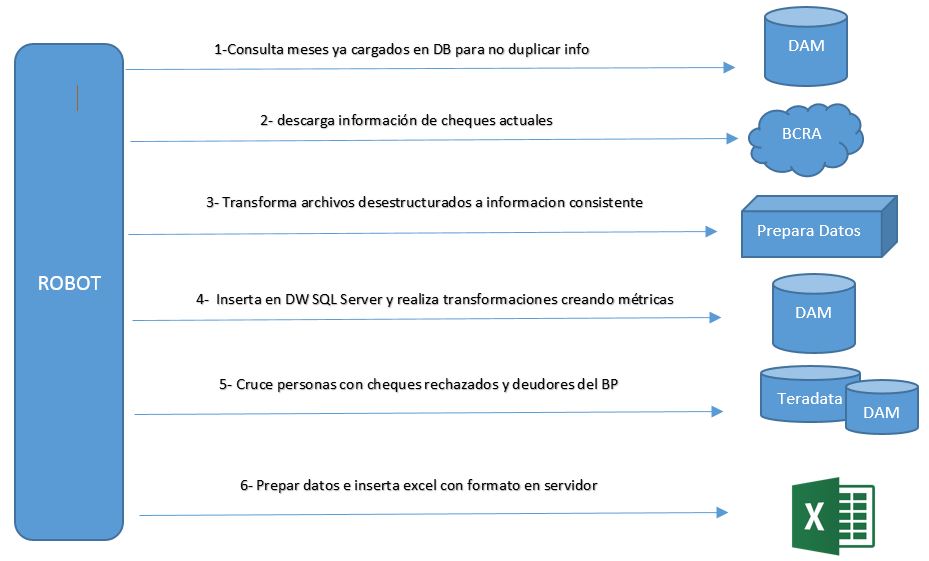 1-Consulta meses ya cargados en DB para no duplicar info
DAM
2- descarga información de cheques actuales
BCRA
3- Transforma archivos desestructurados a informacion consistente
Prepara Datos
ROBOT
4- Inserta en DW SQL Server y realiza transformaciones creando métricas
DAM
5- Cruce personas con cheques rechazados y deudores del BP
Teradata
DAM
6- Prepar datos e inserta excel con formato en servidor
X